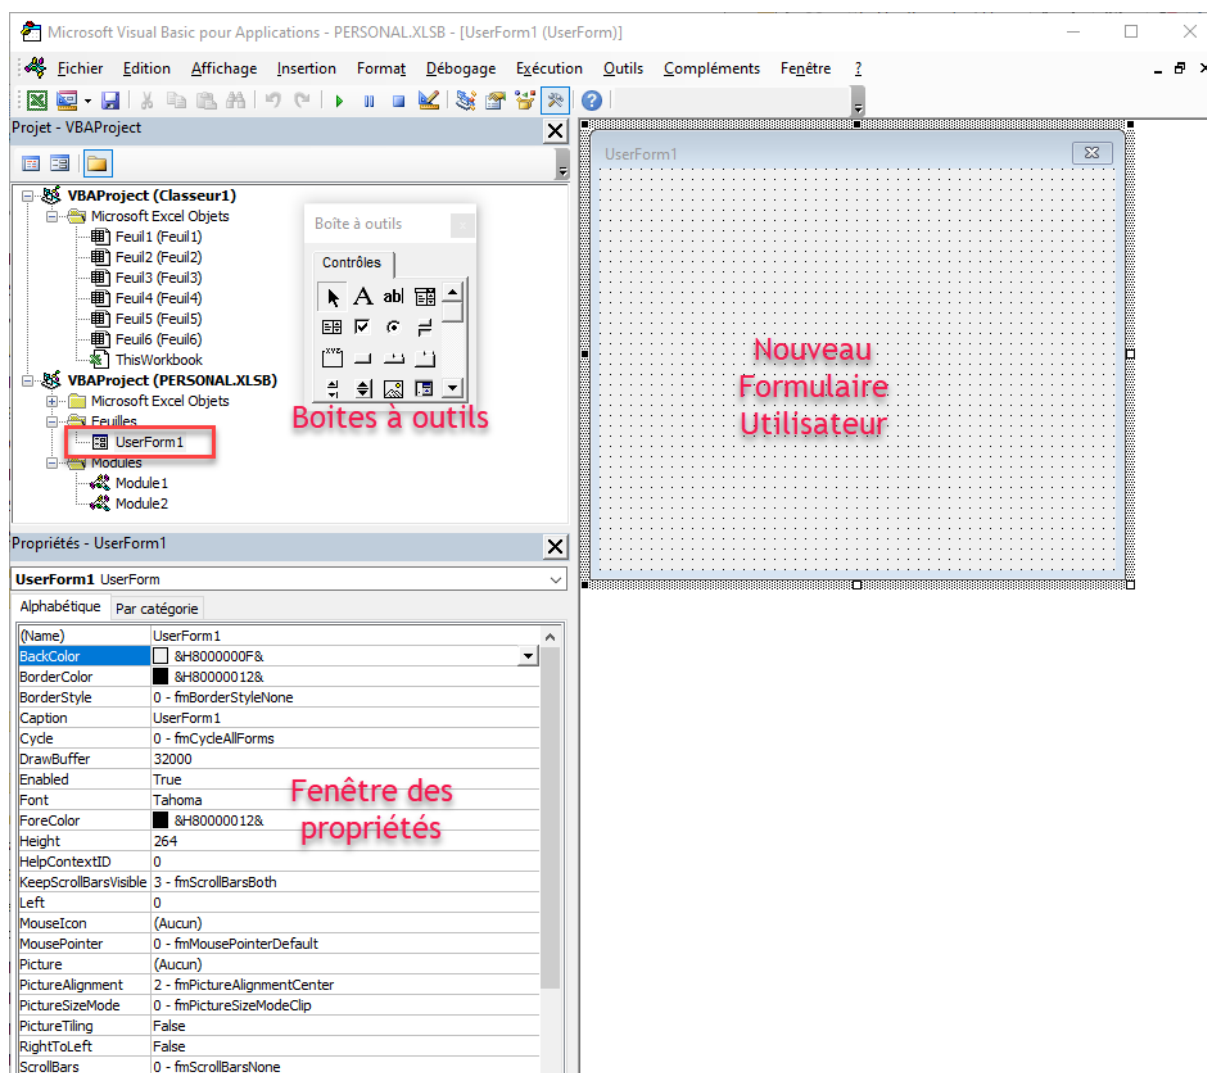 Microsoft Visual Basic pour Applications - PERSONAL.XLSB - [UserForm1 (UserForm)]
Fichier Edition Affichage Insertion Format Débogage Exécution Outils Compléments Fenêtre ?
Projet - VBAProject
VBAProject (Classeur1)
Microsoft Excel Objets
Feuil1 (Feuil1)
Feuil2 (Feuil2)
Feuil3 (Feuil3)
Feuil4 (Feuil4)
Feuil5 (Feuil5)
Feuil6 (Feuil6)
ThisWorkbook
VBAProject (PERSONAL.XLSB)
Microsoft Excel Objets
Feuilles
UserForm1
Modules
Module1
Module2
Boîte à outils
Contrôles
A ab|
XYZ
Boites à outils
UserForm1
Nouveau
Formulaire
Utilisateur
Propriétés - UserForm1
UserForm1 UserForm
Alphabétique Par catégorie
(Name) UserForm1
BackColor &H8000000F&
BorderColor &H80000012&
BorderStyle 0 - fmBorderStyleNone
Caption UserForm1
Cycle 0 - fmCycleAllForms
DrawBuffer 32000
Enabled True
Font Tahoma
ForeColor &H80000012&
Height 264
HelpContextID 0
KeepScrollBarsVisible 3 - fmScrollBarsBoth
Left 0
MouseIcon (Aucun)
MousePointer 0 - fmMousePointerDefault
Picture (Aucun)
PictureAlignment 2 - fmPictureAlignmentCenter
PictureSizeMode 0 - fmPictureSizeModeClip
PictureTiling False
RightToLeft False
ScrollBars 0 - fmScrollBarsNone
Fenêtre des
propriétés